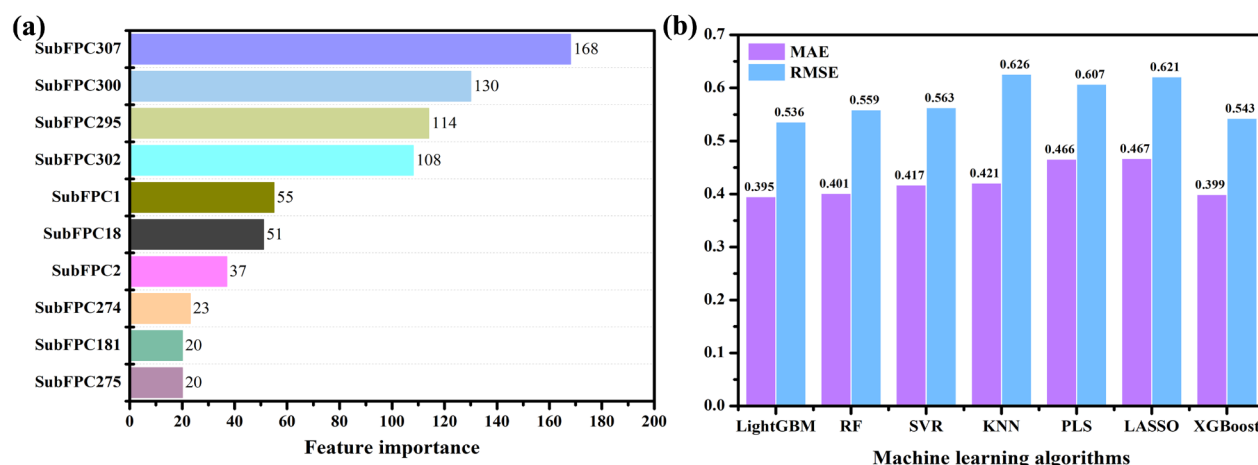 (a)
SubFPC307
168
SubFPC300
130
SubFPC295
114
SubFPC302
108
SubFPC1
55
SubFPC18
51
SubFPC2
37
SubFPC274
23
SubFPC181
20
SubFPC275
20
0 20 40 60 80 100 120 140 160 180 200
Feature importance
(b)
0.7
0.6
0.5
0.4
0.3
0.2
0.1
0.0
MAE
RMSE
0.395
0.536
0.401
0.559
0.417
0.563
0.421
0.626
0.466
0.607
0.467
0.621
0.399
0.543
LightGBM RF SVR KNN PLS LASSO XGBoost
Machine learning algorithms